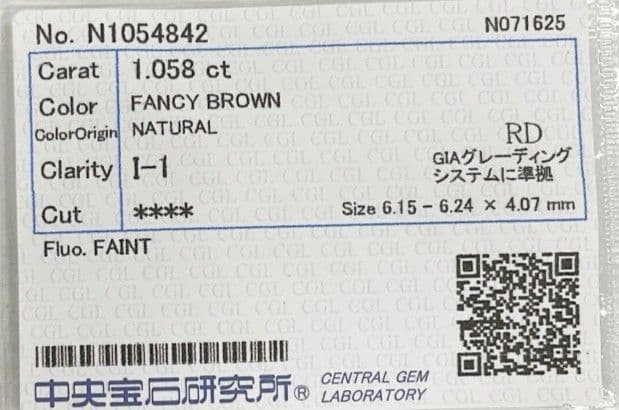 No. N1054842 N071625
Carat 1.058 ct
Color FANCY BROWN
ColorOrigin NATURAL
RD
Clarity I-1
GIAグレーディング
システムに準拠
Cut **** Size 6.15 - 6.24 × 4.07 mm
Fluo. FAINT
中央宝石研究所® CENTRAL GEM
LABORATORY